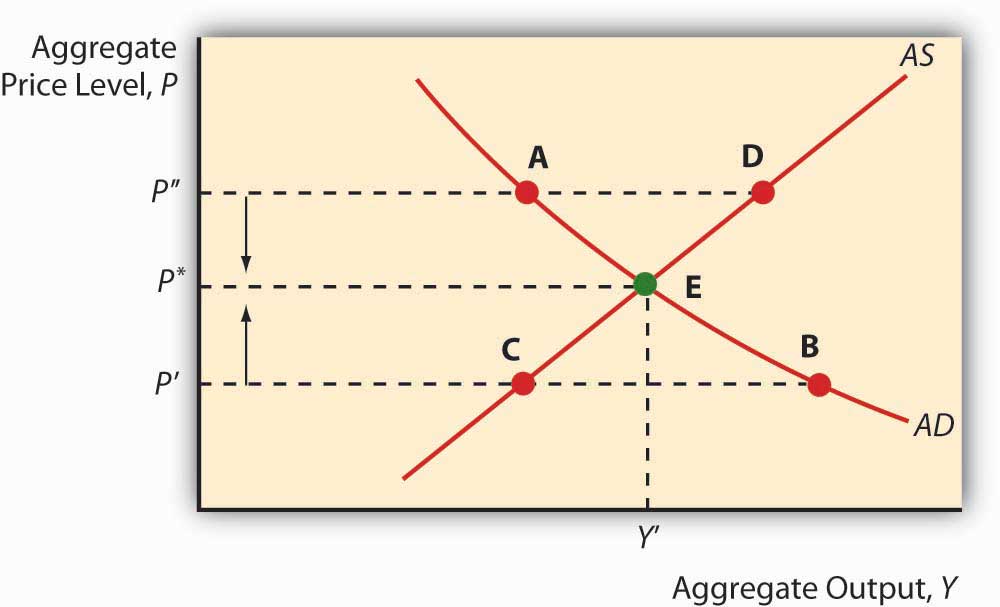 Aggregate
Price Level, P
AS
A
D
P″
P*
E
C
B
P′
AD
Y′
Aggregate Output, Y